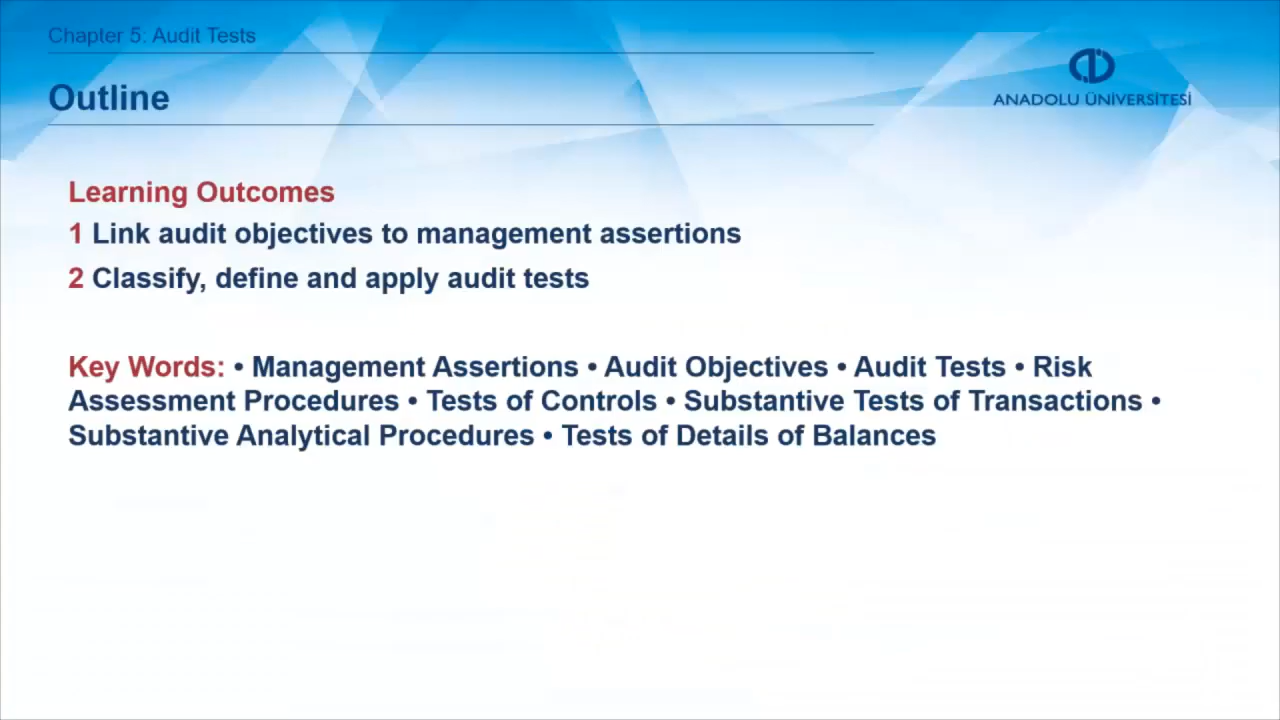 Chapter 5: Audit Tests
Outline
ANADOLU ÜNİVERSİTESİ
Learning Outcomes
1 Link audit objectives to management assertions
2 Classify, define and apply audit tests
Key Words: • Management Assertions • Audit Objectives • Audit Tests • Risk
Assessment Procedures • Tests of Controls • Substantive Tests of Transactions •
Substantive Analytical Procedures • Tests of Details of Balances